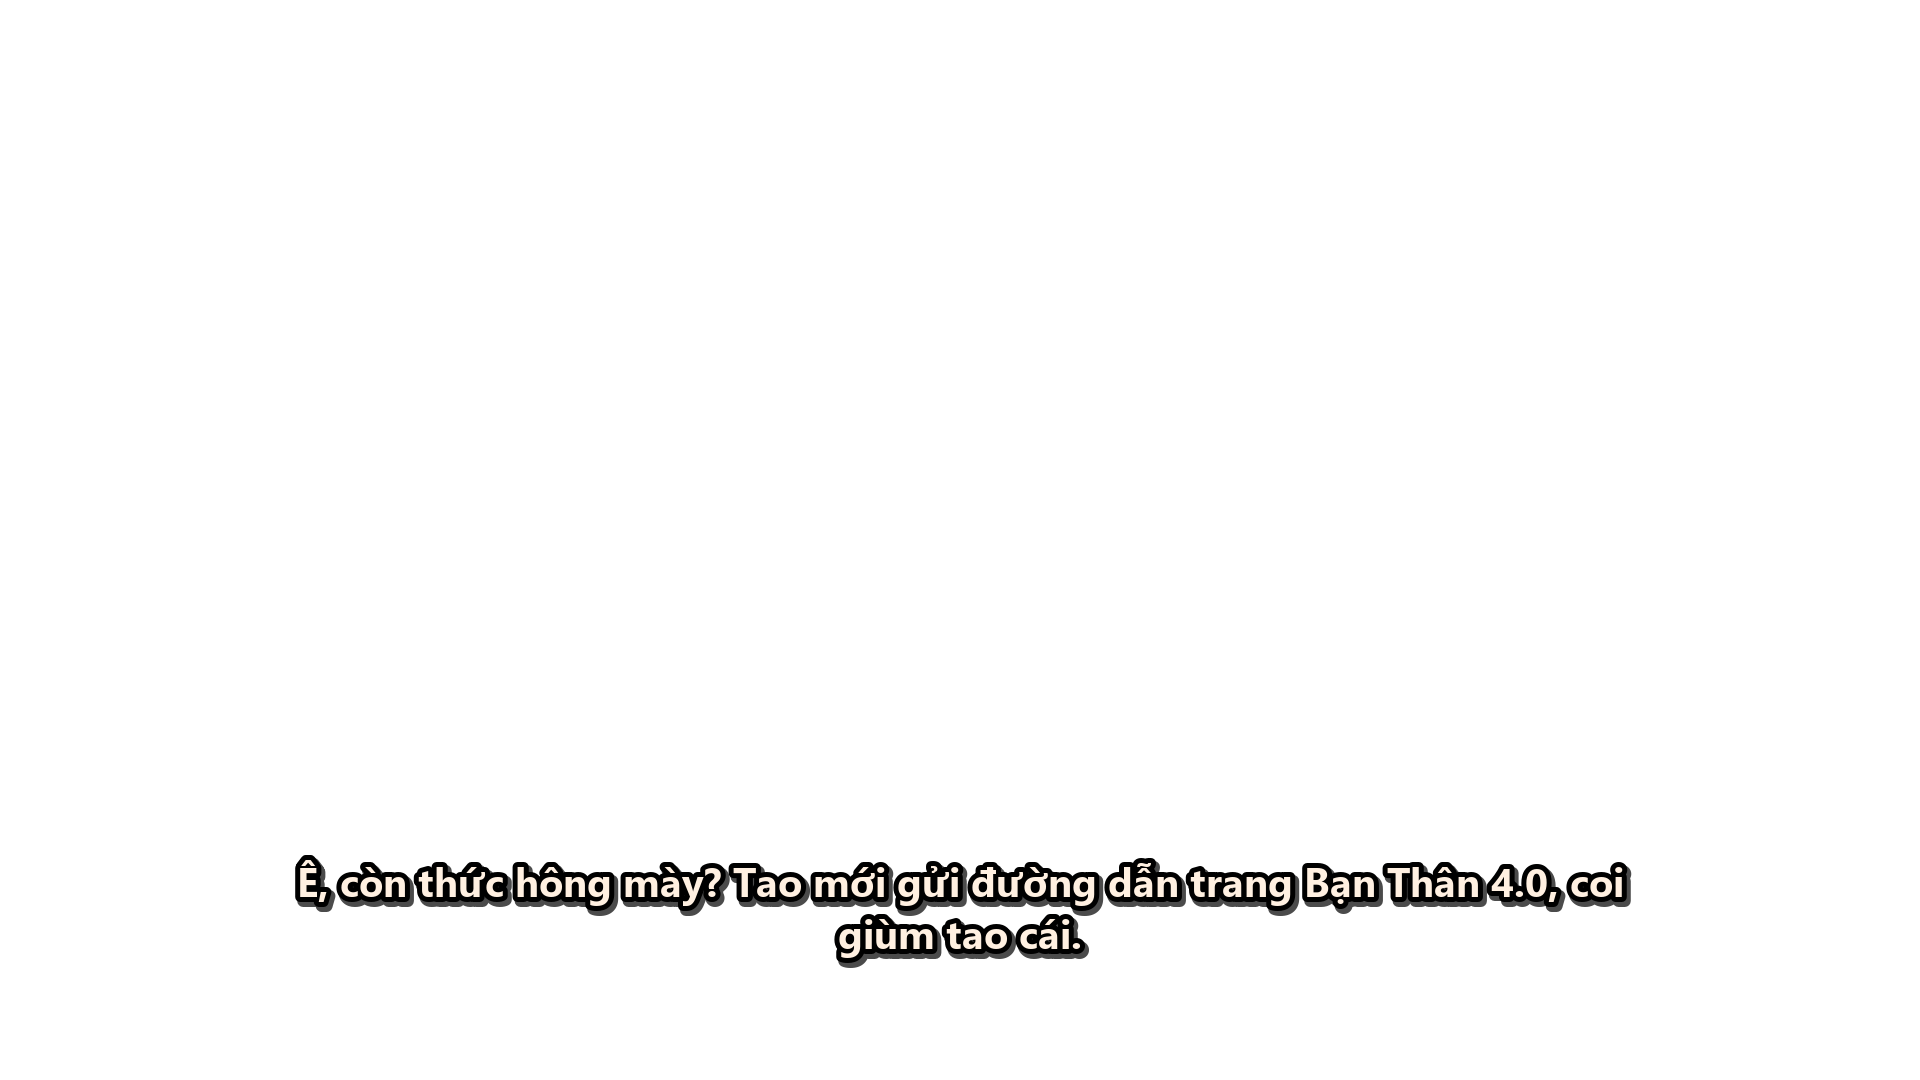 Ê, còn thức hông mày? Tao mới gửi đường dẫn trang Bạn Thân 4.0, coi
giùm tao cái.